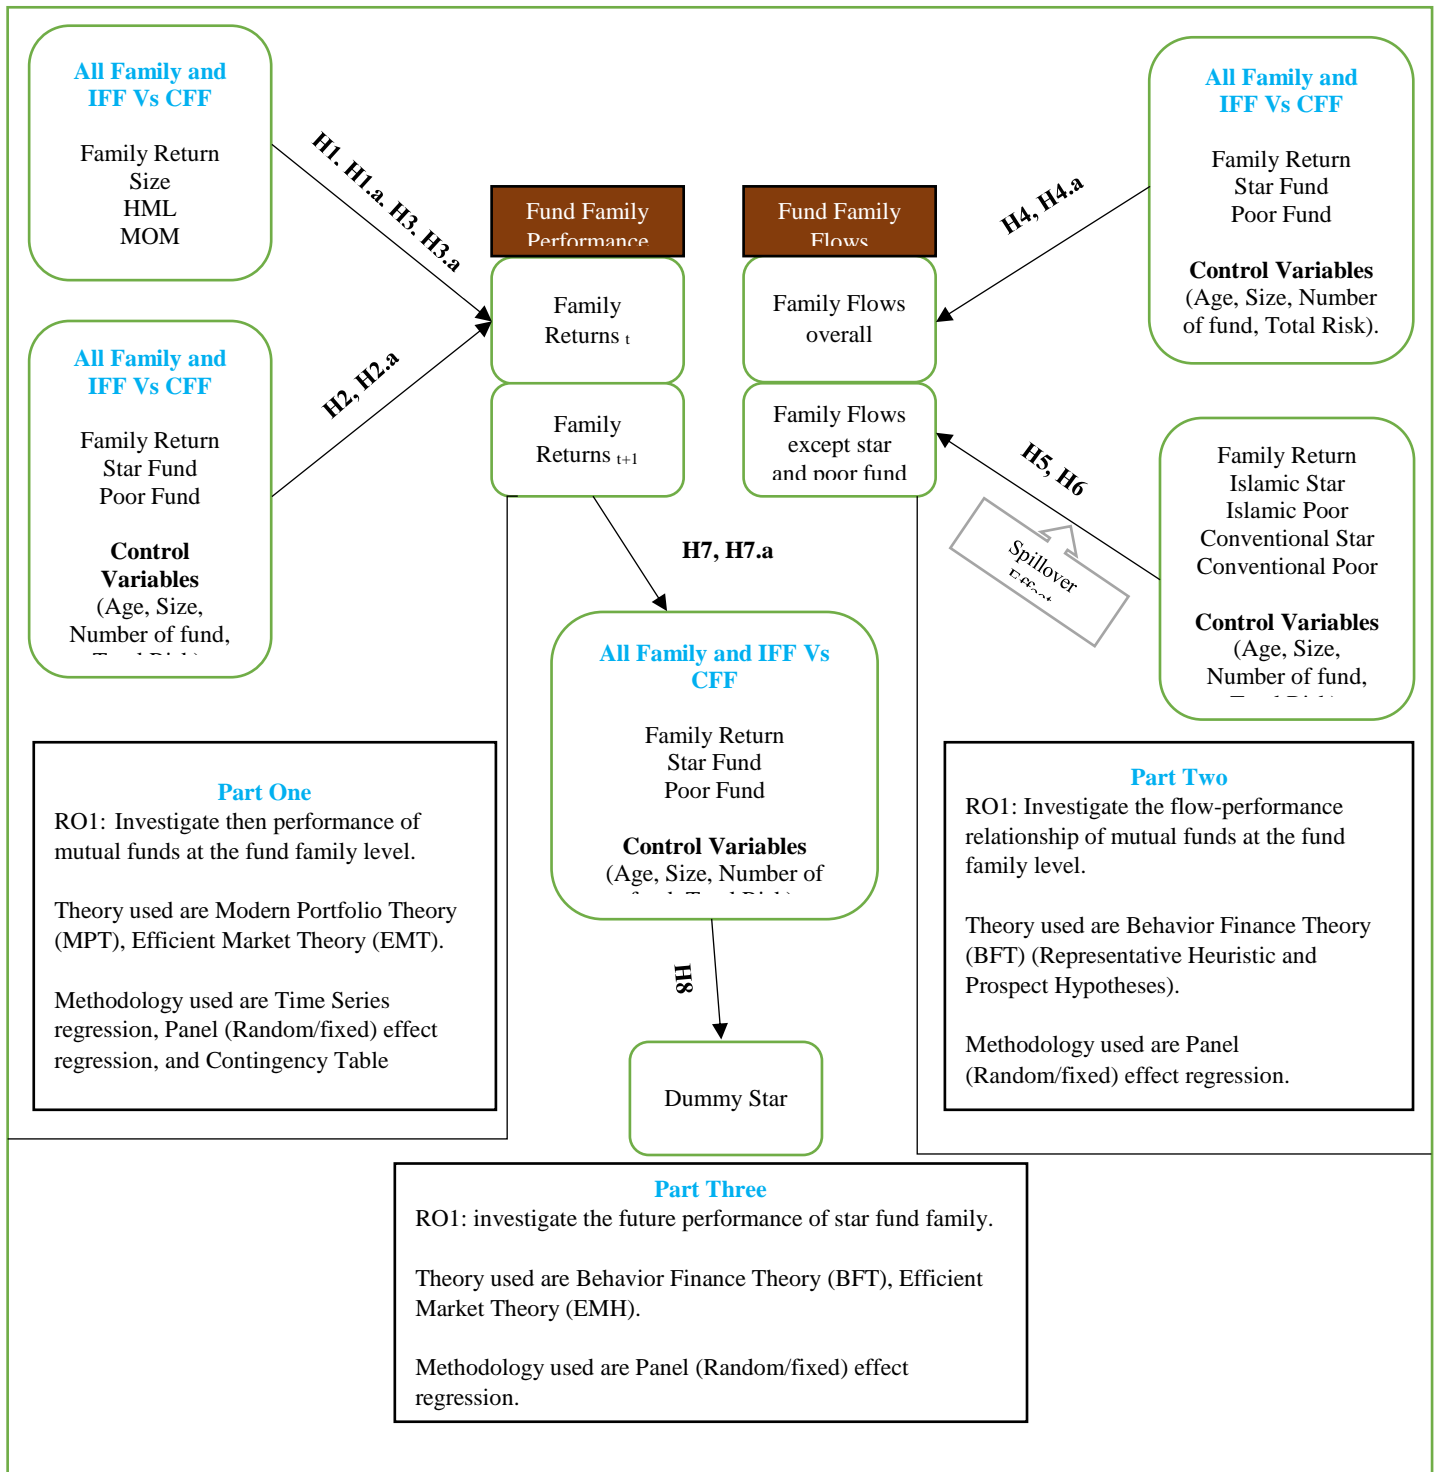 All Family and
IFF Vs CFF
Family Return
Size
HML
MOM
H1. H1.a. H3. H3.a
All Family and
IFF Vs CFF
Family Return
Star Fund
Poor Fund
Control
Variables
(Age, Size,
Number of fund,
H2, H2.a
Fund Family
Performance
Family
Returns t
Family
Returns t+1
Fund Family
Flows
Family Flows
overall
Family Flows
except star
and poor fund
H4, H4.a
All Family and
IFF Vs CFF
Family Return
Star Fund
Poor Fund
Control Variables
(Age, Size, Number
of fund, Total Risk).
H5, H6
Spillover
Effect
Family Return
Islamic Star
Islamic Poor
Conventional Star
Conventional Poor
Control Variables
(Age, Size,
Number of fund,
H7, H7.a
All Family and IFF Vs
CFF
Family Return
Star Fund
Poor Fund
Control Variables
(Age, Size, Number of
H8
Dummy Star
Part One
RO1: Investigate then performance of
mutual funds at the fund family level.
Theory used are Modern Portfolio Theory
(MPT), Efficient Market Theory (EMT).
Methodology used are Time Series
regression, Panel (Random/fixed) effect
regression, and Contingency Table
Part Two
RO1: Investigate the flow-performance
relationship of mutual funds at the fund
family level.
Theory used are Behavior Finance Theory
(BFT) (Representative Heuristic and
Prospect Hypotheses).
Methodology used are Panel
(Random/fixed) effect regression.
Part Three
RO1: investigate the future performance of star fund family.
Theory used are Behavior Finance Theory (BFT), Efficient
Market Theory (EMH).
Methodology used are Panel (Random/fixed) effect
regression.